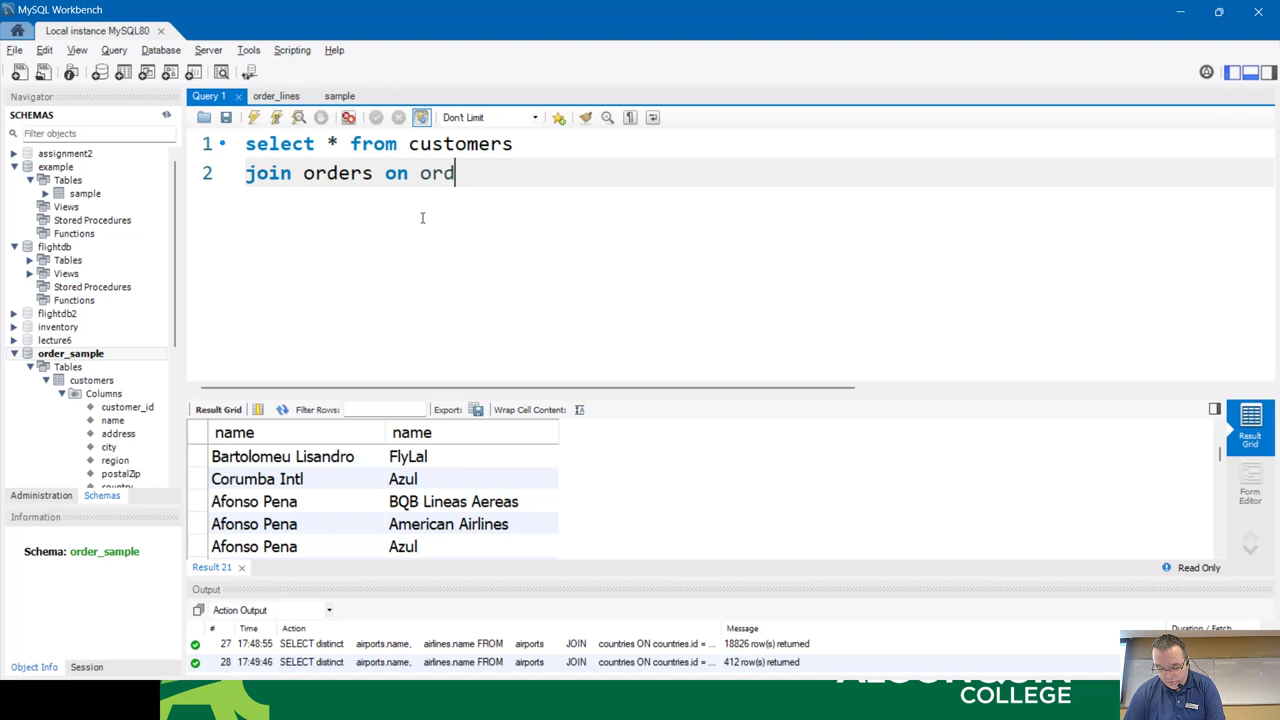 MySQL Workbench
Local instance MySQL80
File Edit View Query Database Server Tools Scripting Help
Navigator
SCHEMAS
Filter objects
assignment2
example
Tables
sample
Views
Stored Procedures
Functions
flightdb
Tables
Views
Stored Procedures
Functions
flightdb2
inventory
lecture6
order_sample
Tables
customers
Columns
customer_id
name
address
city
region
postalZip
country
Administration Schemas
Information
Schema: order_sample
Object Info Session
Query 1 order_lines sample
Don't Limit
1 select * from customers
2 join orders on ord
Result Grid Filter Rows: Export: Wrap Cell Content:
name name
Bartolomeu Lisandro FlyLal
Corumba Intl Azul
Afonso Pena BQB Lineas Aereas
Afonso Pena American Airlines
Afonso Pena Azul
Result Grid
Form Editor
Result 21 Read Only
Output
Action Output
# Time Action Message Duration / Fetch
27 17:48:55 SELECT distinct airports.name, airlines.name FROM airports JOIN countries ON countries.id = ... 18826 row(s) returned
28 17:49:46 SELECT distinct airports.name, airlines.name FROM airports JOIN countries ON countries.id = ... 412 row(s) returned
COLLEGE